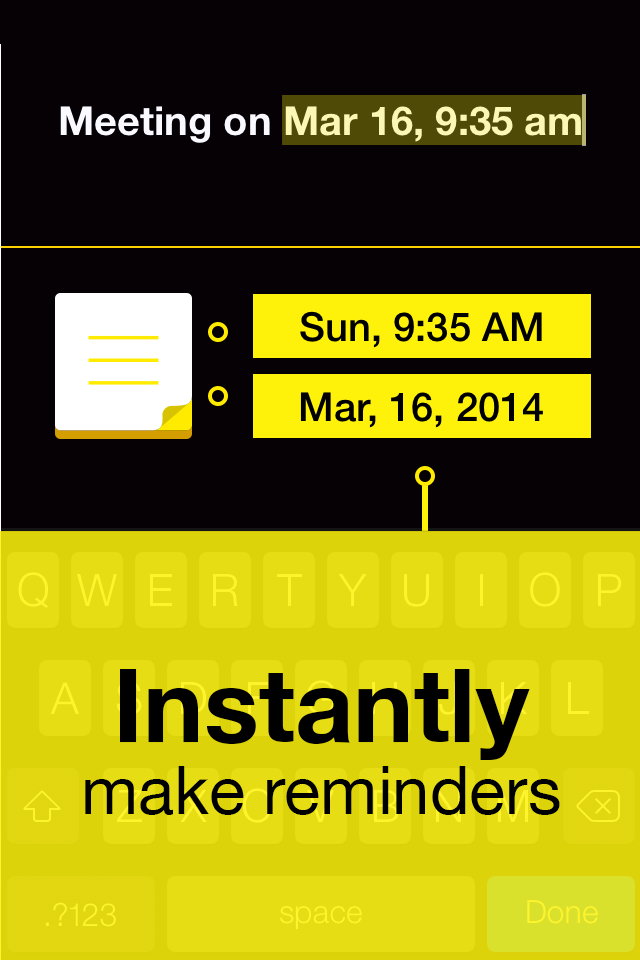 Meeting on Mar 16, 9:35 am
Sun, 9:35 AM
Mar, 16, 2014
Q W E R T Y U I O P
A S D F G H J K L
Instantly
make reminders
Z X C V B N M
.?123 space Done